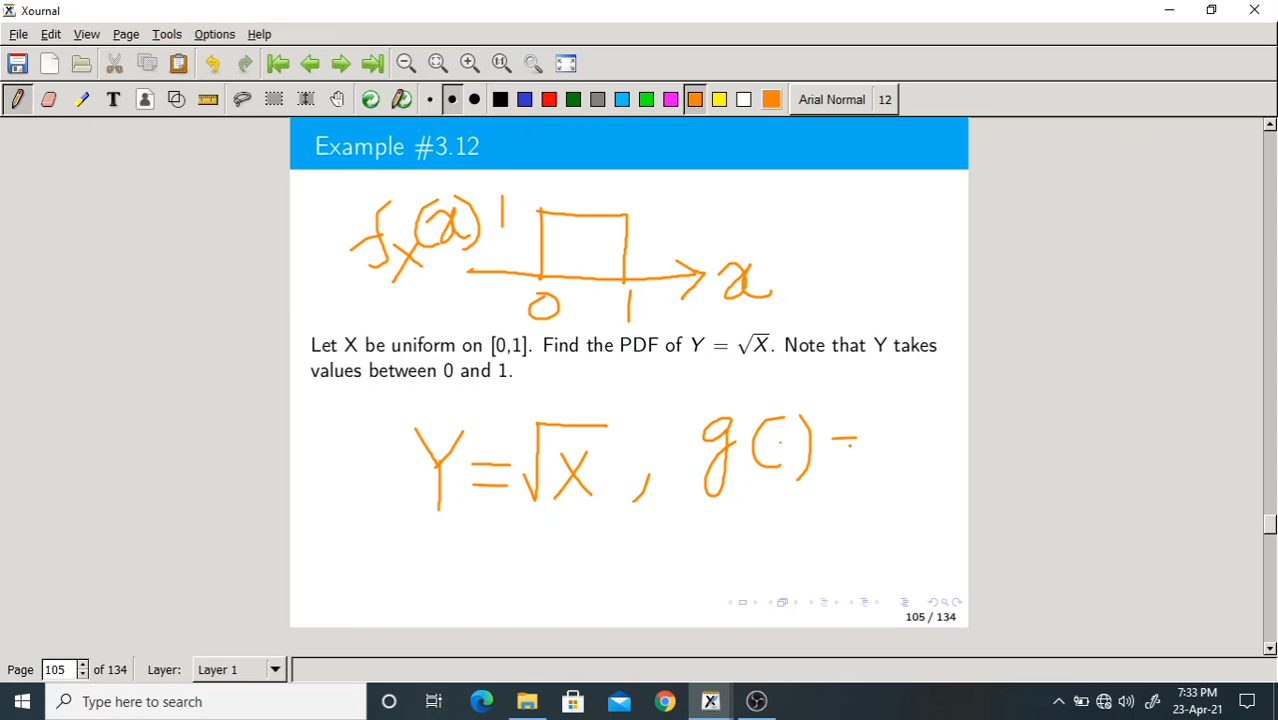 Xournal
File Edit View Page Tools Options Help
T Arial Normal 12
Example #3.12
f_X(x) 1
0 1 x
Let X be uniform on [0,1]. Find the PDF of Y = √X. Note that Y takes
values between 0 and 1.
Y = √X , g(·) =
105 / 134
Page 105 of 134 Layer: Layer 1
Type here to search
7:33 PM
23-Apr-21